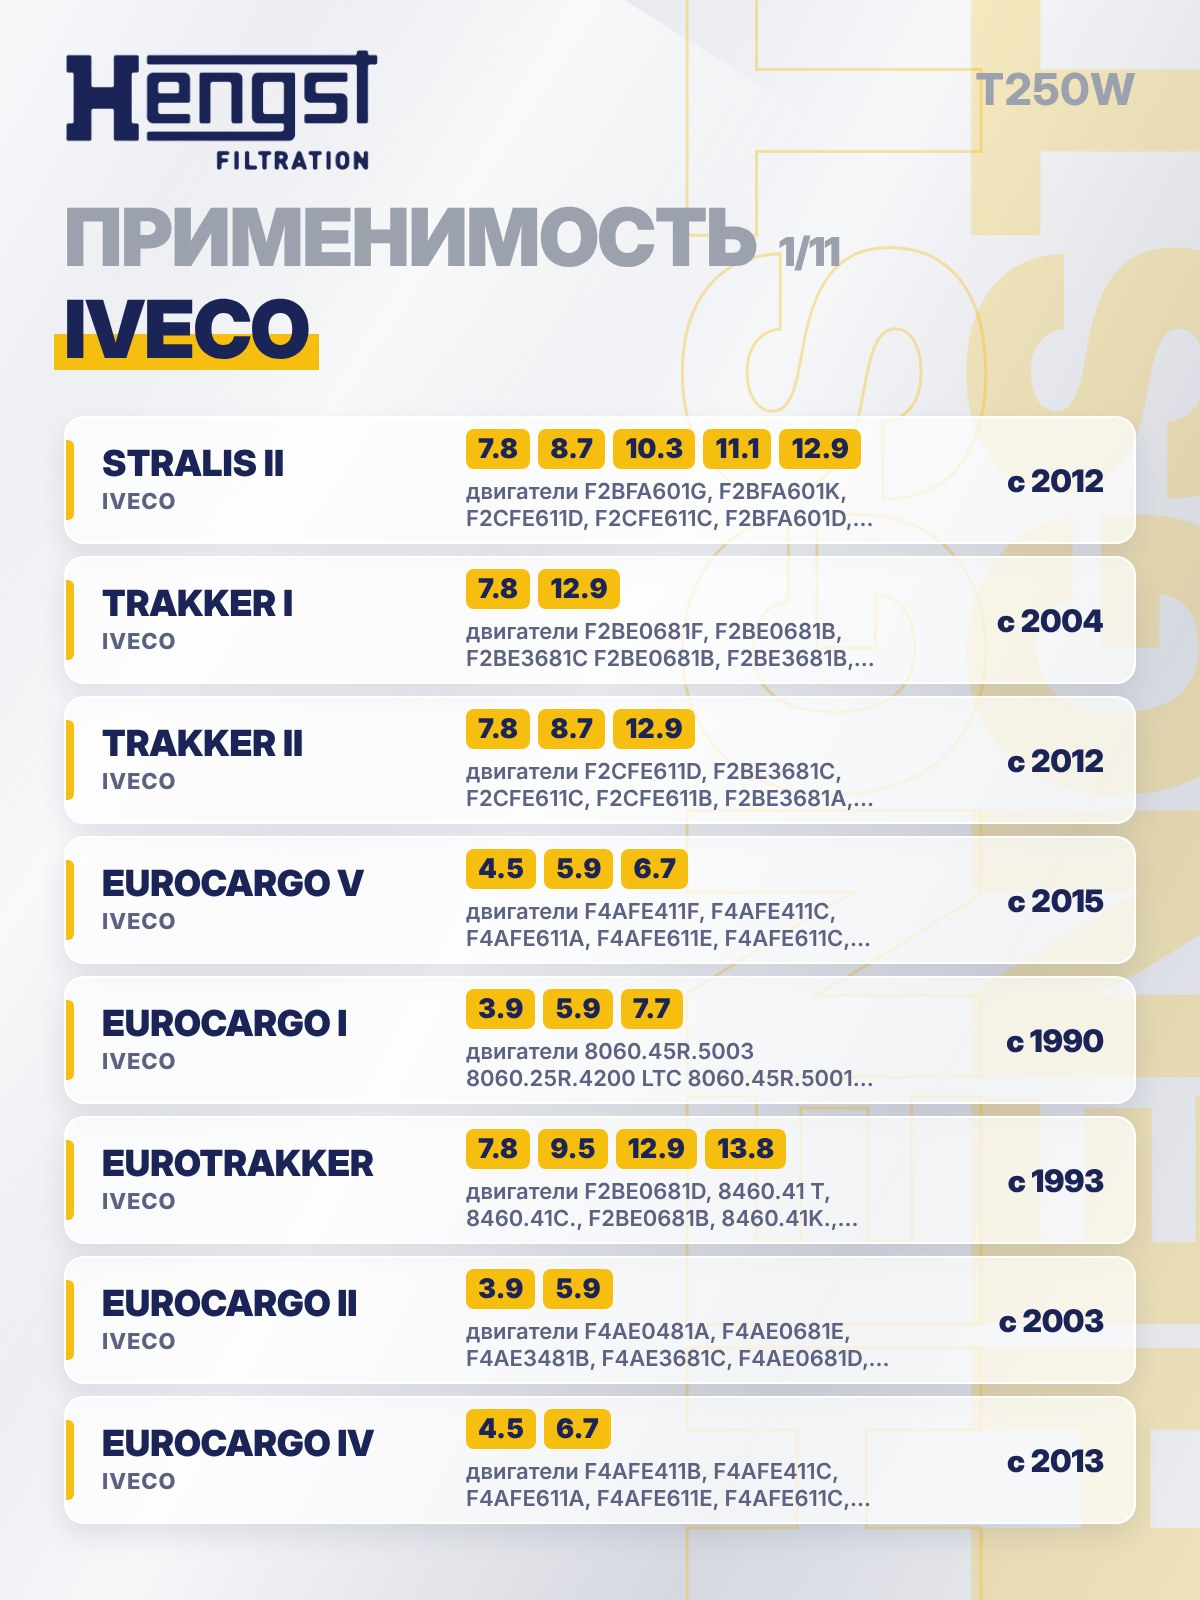 Hengst
FILTRATION
T250W
ПРИМЕНИМОСТЬ 1/11
IVECO
STRALIS II
IVECO
7.8 8.7 10.3 11.1 12.9
двигатели F2BFA601G, F2BFA601K,
F2CFE611D, F2CFE611C, F2BFA601D,...
с 2012
TRAKKER I
IVECO
7.8 12.9
двигатели F2BE0681F, F2BE0681B,
F2BE3681C F2BE0681B, F2BE3681B,...
с 2004
TRAKKER II
IVECO
7.8 8.7 12.9
двигатели F2CFE611D, F2BE3681C,
F2CFE611C, F2CFE611B, F2BE3681A,...
с 2012
EUROCARGO V
IVECO
4.5 5.9 6.7
двигатели F4AFE411F, F4AFE411C,
F4AFE611A, F4AFE611E, F4AFE611C,...
с 2015
EUROCARGO I
IVECO
3.9 5.9 7.7
двигатели 8060.45R.5003
8060.25R.4200 LTC 8060.45R.5001...
с 1990
EUROTRAKKER
IVECO
7.8 9.5 12.9 13.8
двигатели F2BE0681D, 8460.41 T,
8460.41C., F2BE0681B, 8460.41K.,...
с 1993
EUROCARGO II
IVECO
3.9 5.9
двигатели F4AE0481A, F4AE0681E,
F4AE3481B, F4AE3681C, F4AE0681D,...
с 2003
EUROCARGO IV
IVECO
4.5 6.7
двигатели F4AFE411B, F4AFE411C,
F4AFE611A, F4AFE611E, F4AFE611C,...
с 2013
HENGST
HENGST